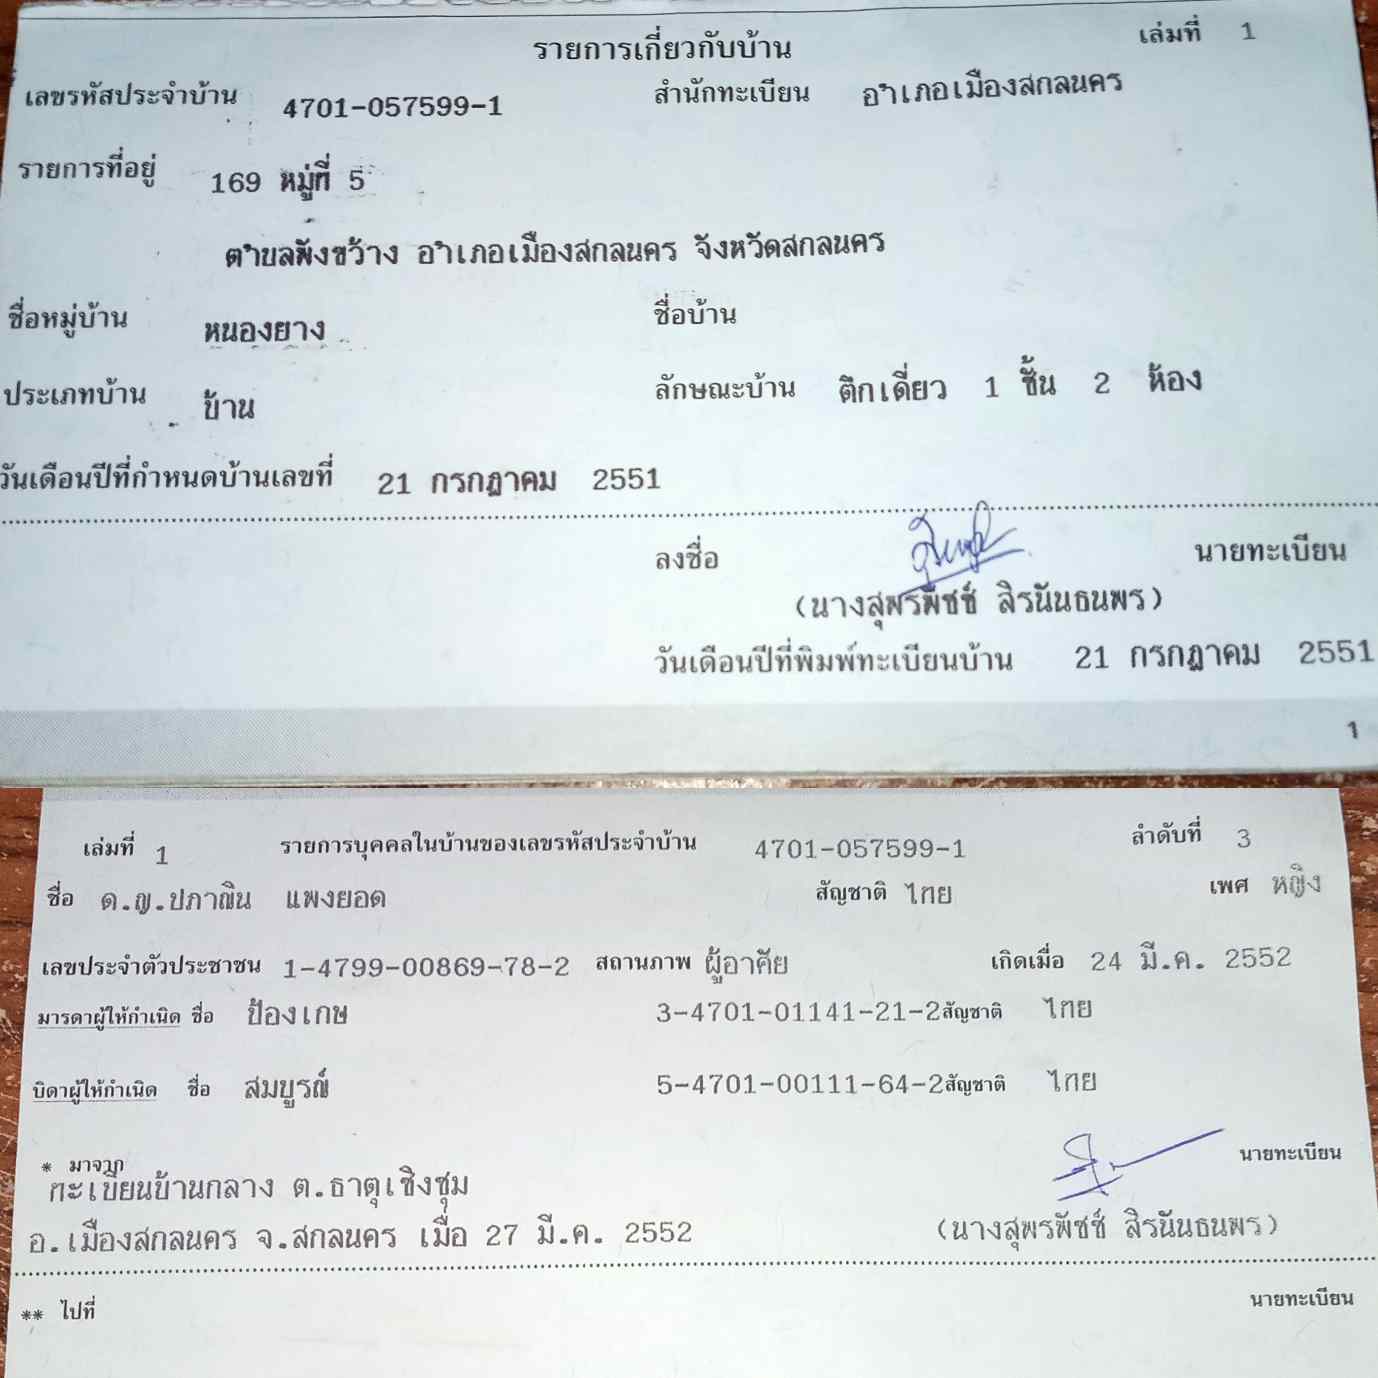 รายการเกี่ยวกับบ้าน เล่มที่ 1
เลขรหัสประจำบ้าน 4701-057599-1 สำนักทะเบียน อำเภอเมืองสกลนคร
รายการที่อยู่ 169 หมู่ที่ 5
ตำบลพังขว้าง อำเภอเมืองสกลนคร จังหวัดสกลนคร
ชื่อหมู่บ้าน หนองยาง ชื่อบ้าน
ประเภทบ้าน บ้าน ลักษณะบ้าน ตึกเดี่ยว 1 ชั้น 2 ห้อง
วันเดือนปีที่กำหนดบ้านเลขที่ 21 กรกฎาคม 2551
ลงชื่อ นายทะเบียน
(นางสุพรพัชช์ สิรนันธนพร)
วันเดือนปีที่พิมพ์ทะเบียนบ้าน 21 กรกฎาคม 2551
1
เล่มที่ 1 รายการบุคคลในบ้านของเลขรหัสประจำบ้าน 4701-057599-1 ลำดับที่ 3
ชื่อ ด.ญ.ปภาณิน แพงยอด สัญชาติ ไทย เพศ หญิง
เลขประจำตัวประชาชน 1-4799-00869-78-2 สถานภาพ ผู้อาศัย เกิดเมื่อ 24 มี.ค. 2552
มารดาผู้ให้กำเนิด ชื่อ ป้องเกษ 3-4701-01141-21-2 สัญชาติ ไทย
บิดาผู้ให้กำเนิด ชื่อ สมบูรณ์ 5-4701-00111-64-2 สัญชาติ ไทย
* มาจาก นายทะเบียน
ทะเบียนบ้านกลาง ต.ธาตุเชิงชุม
อ.เมืองสกลนคร จ.สกลนคร เมื่อ 27 มี.ค. 2552 (นางสุพรพัชช์ สิรนันธนพร)
** ไปที่ นายทะเบียน